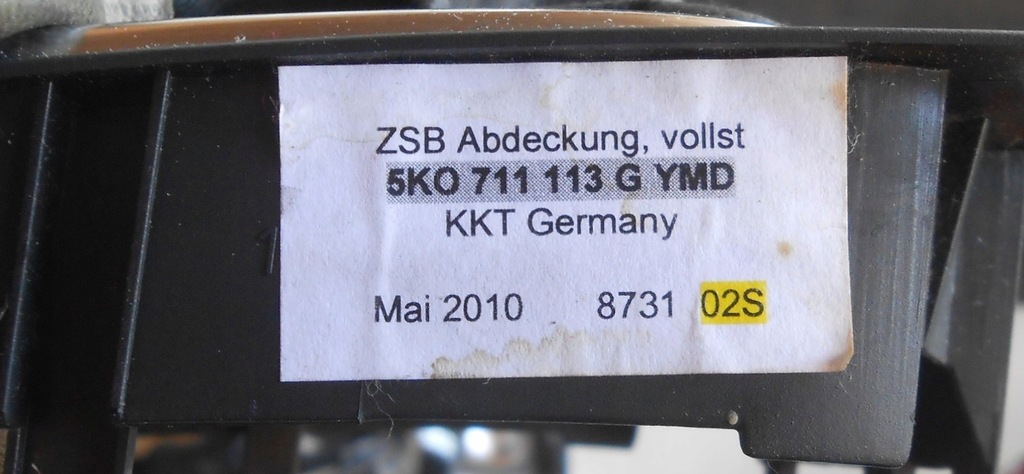 ZSB Abdeckung, vollst
5KO 711 113 G YMD
KKT Germany
Mai 2010 8731 02S